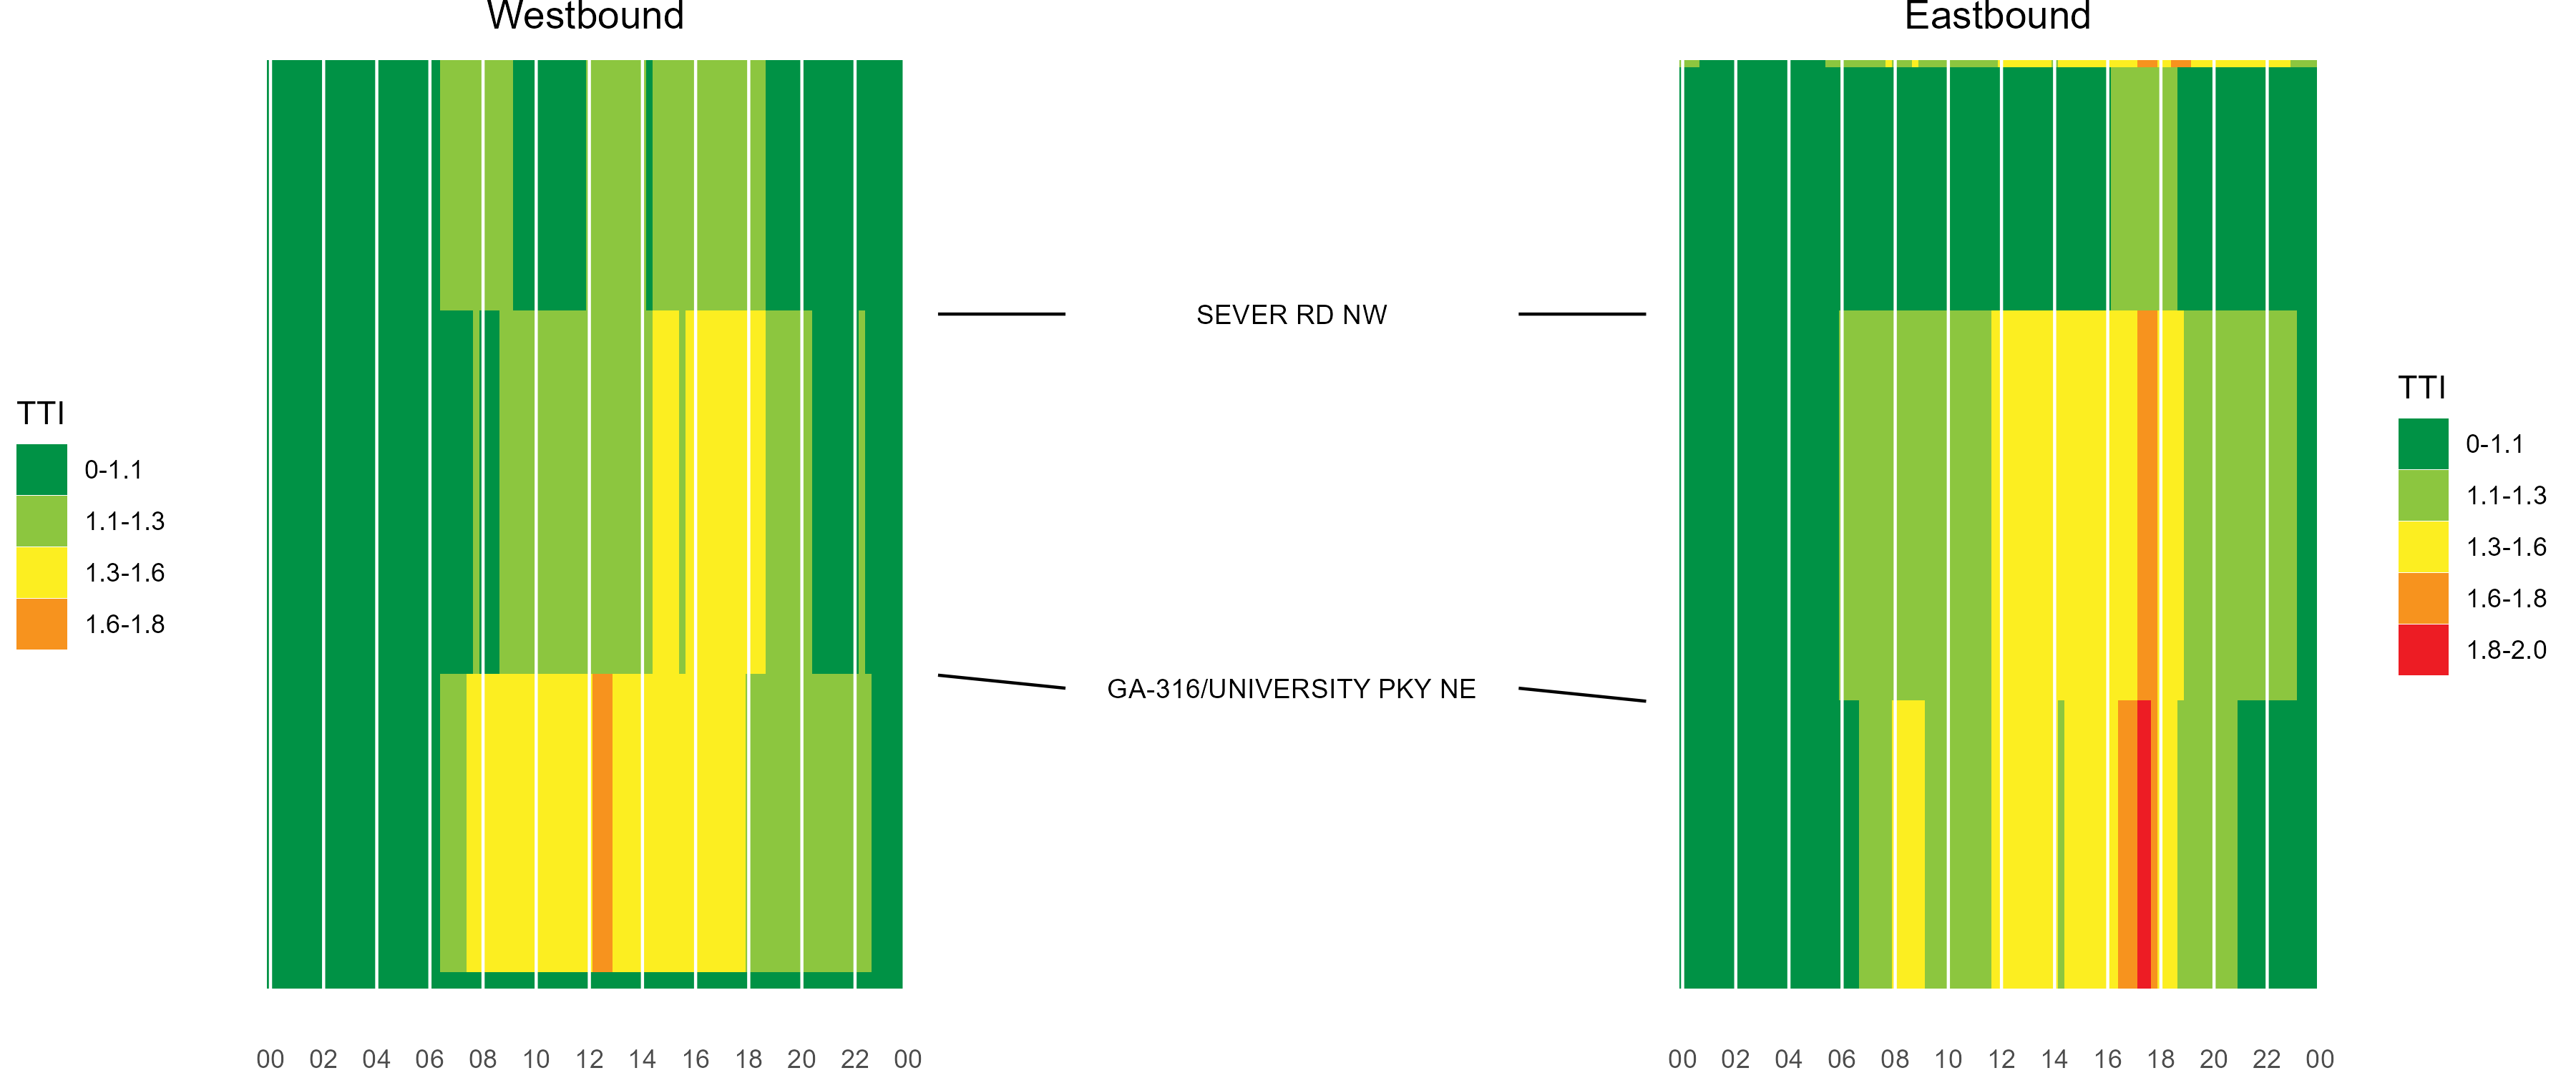 Westbound
Eastbound
SEVER RD NW
GA-316/UNIVERSITY PKY NE
TTI
0-1.1
1.1-1.3
1.3-1.6
1.6-1.8
TTI
0-1.1
1.1-1.3
1.3-1.6
1.6-1.8
1.8-2.0
00 02 04 06 08 10 12 14 16 18 20 22 00
00 02 04 06 08 10 12 14 16 18 20 22 00